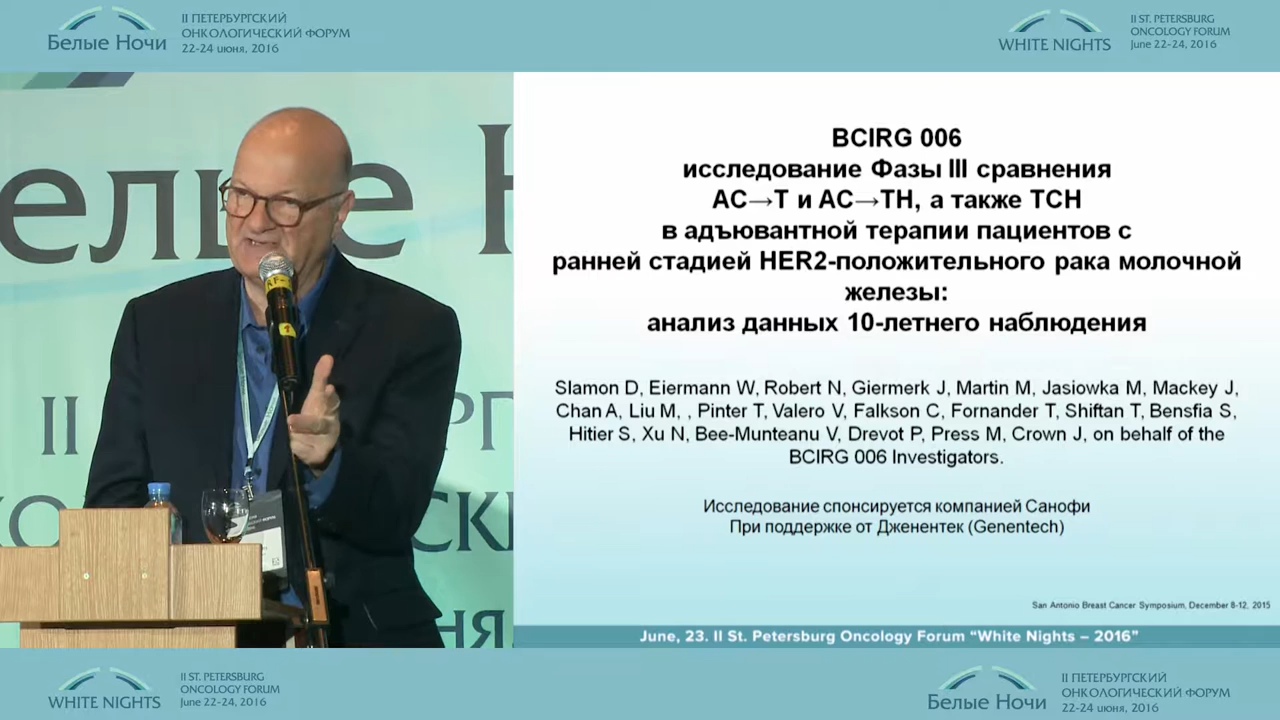 Белые Ночи
II ПЕТЕРБУРГСКИЙ
ОНКОЛОГИЧЕСКИЙ ФОРУМ
22-24 июня, 2016
WHITE NIGHTS
II ST. PETERSBURG
ONCOLOGY FORUM
June 22-24, 2016
BCIRG 006
исследование Фазы III сравнения
AC→T и AC→TH, а также TCH
в адъювантной терапии пациентов с
ранней стадией HER2-положительного рака молочной
железы:
анализ данных 10-летнего наблюдения
Slamon D, Eiermann W, Robert N, Giermerk J, Martin M, Jasiowka M, Mackey J,
Chan A, Liu M, , Pinter T, Valero V, Falkson C, Fornander T, Shiftan T, Bensfia S,
Hitier S, Xu N, Bee-Munteanu V, Drevot P, Press M, Crown J, on behalf of the
BCIRG 006 Investigators.
Исследование спонсируется компанией Санофи
При поддержке от Дженентек (Genentech)
San Antonio Breast Cancer Symposium, December 8-12, 2015
June, 23. II St. Petersburg Oncology Forum “White Nights – 2016”
WHITE NIGHTS
II ST. PETERSBURG
ONCOLOGY FORUM
June 22-24, 2016
Белые Ночи
II ПЕТЕРБУРГСКИЙ
ОНКОЛОГИЧЕСКИЙ ФОРУМ
22-24 июня, 2016